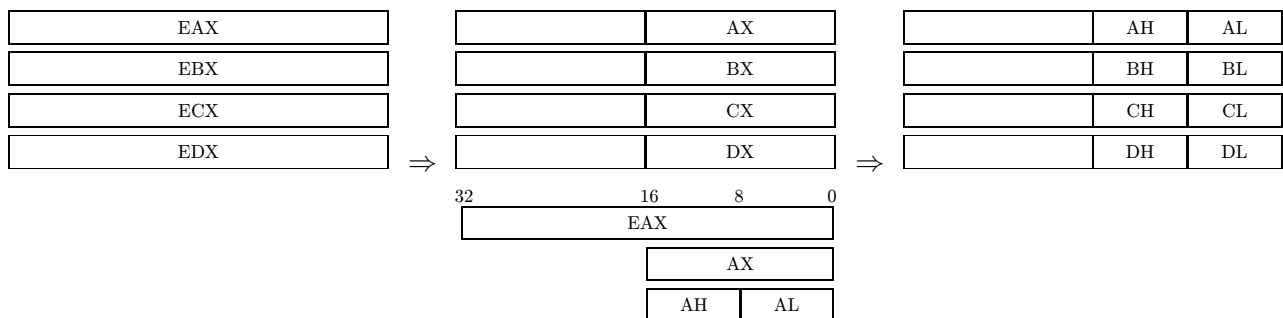 EAX AX AH AL
EBX BX BH BL
ECX CX CH CL
EDX DX DH DL
⇒ ⇒
32 16 8 0
EAX
AX
AH AL